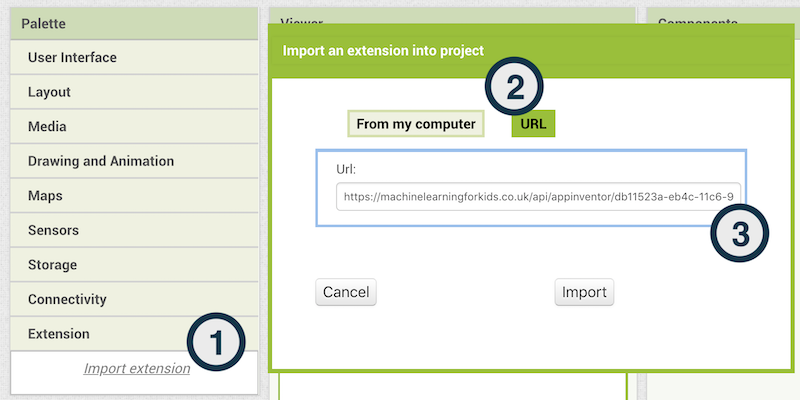 Palette
User Interface
Layout
Media
Drawing and Animation
Maps
Sensors
Storage
Connectivity
Extension
1
Import extension
Viewer
Components
Import an extension into project
2
From my computer
URL
Url:
https://machinelearningforkids.co.uk/api/appinventor/db11523a-eb4c-11c6-9
3
Cancel
Import